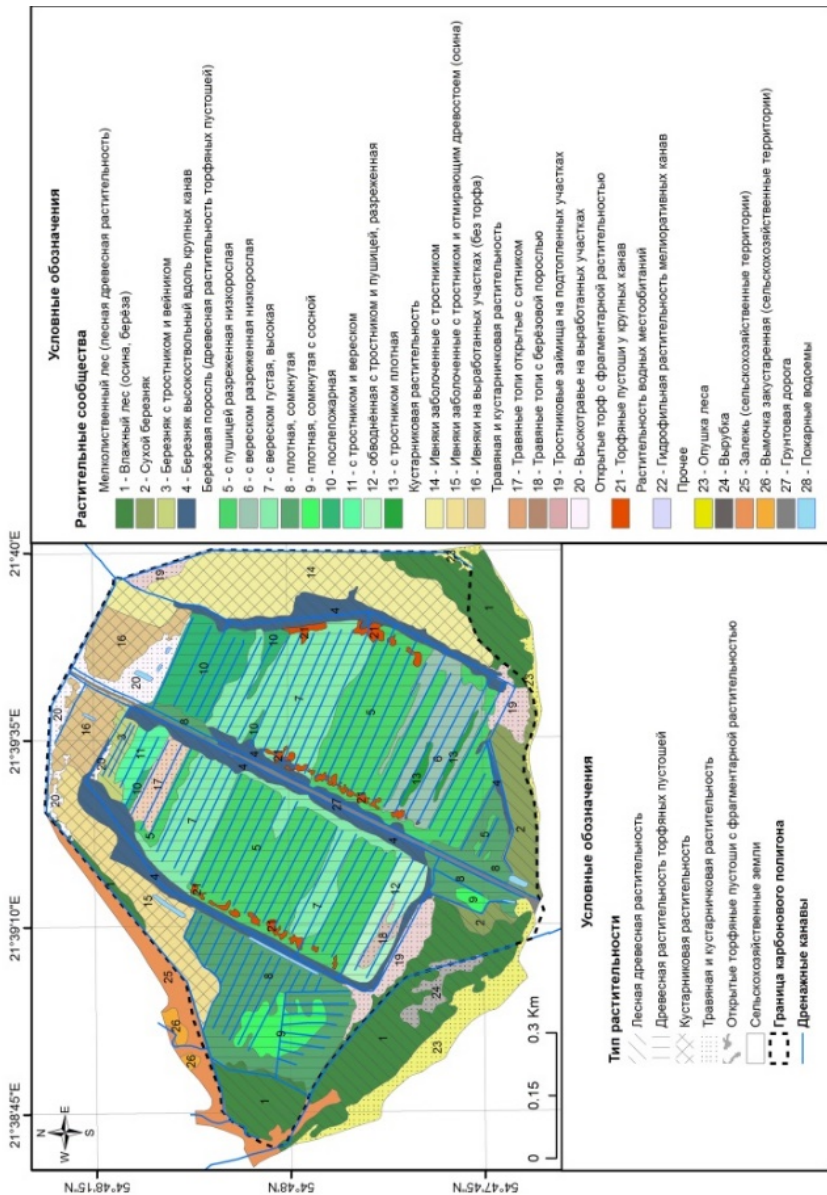 21°38'45"E
21°39'10"E
21°39'35"E
21°40'E
54°48'15"N
54°48'N
54°47'45"N
N
W E
S
0 0.15 0.3 Km
Условные обозначения
Растительные сообщества
Мелколиственный лес (лесная древесная растительность)
1 - Влажный лес (осина, берёза)
2 - Сухой березняк
3 - Березняк с тростником и вейником
4 - Березняк высокоствольный вдоль крупных канав
Берёзовая поросль (древесная растительность торфяных пустошей)
5 - с пушицей разреженная низкорослая
6 - с вереском разреженная низкорослая
7 - с вереском густая, высокая
8 - плотная, сомкнутая
9 - плотная, сомкнутая с сосной
10 - послепожарная
11 - с тростником и вереском
12 - обводнённая с тростником и пушицей, разреженная
13 - с тростником плотная
Кустарниковая растительность
14 - Ивняки заболоченные с тростником
15 - Ивняки заболоченные с тростником и отмирающим древостоем (осина)
16 - Ивняки на выработанных участках (без торфа)
Травяная и кустарничковая растительность
17 - Травяные топи открытые с ситником
18 - Травяные топи с берёзовой порослью
19 - Тростниковые займища на подтопленных участках
20 - Высокотравье на выработанных участках
Открытые торф с фрагментарной растительностью
21 - Торфяные пустоши у крупных канав
Растительность водных местообитаний
22 - Гидрофильная растительность мелиоративных канав
Прочее
23 - Опушка леса
24 - Вырубка
25 - Залежь (сельскохозяйственные территории)
26 - Вымочка закустаренная (сельскохозяйственные территории)
27 - Грунтовая дорога
28 - Пожарные водоемы
Условные обозначения
Тип растительности
Лесная древесная растительность
Древесная растительность торфяных пустошей
Кустарниковая растительность
Травяная и кустарничковая растительность
Открытые торфяные пустоши с фрагментарной растительностью
Сельскохозяйственные земли
Граница карбонового полигона
Дренажные канавы